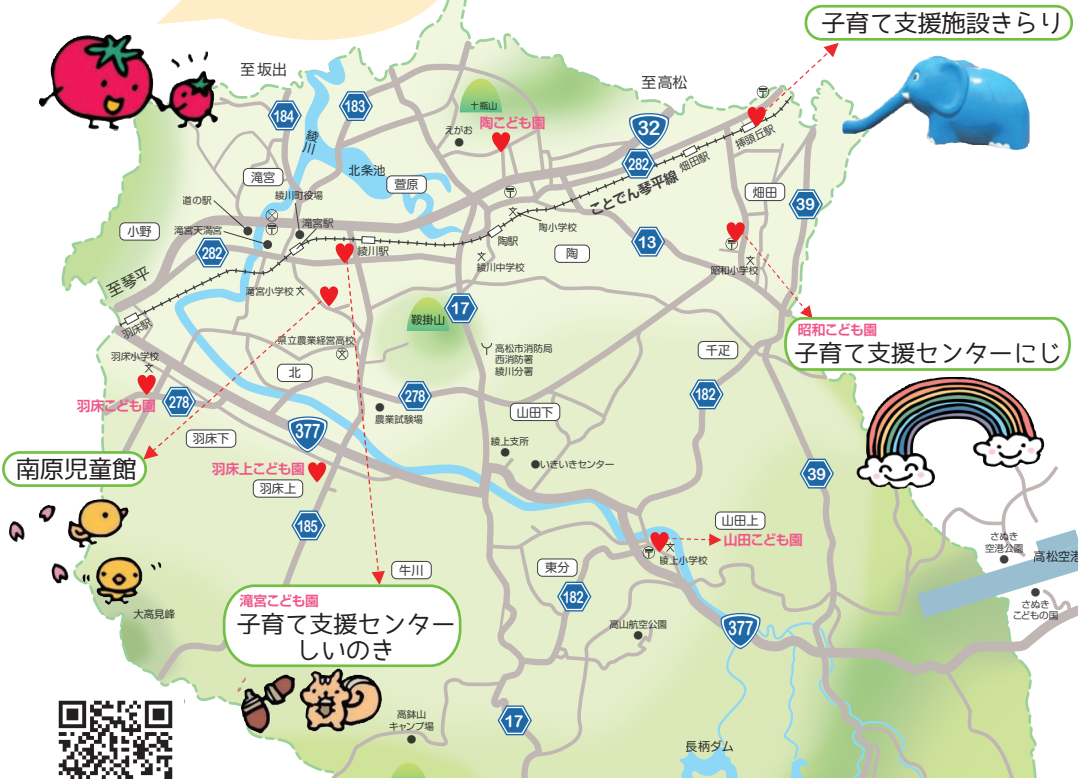 子育て支援施設きらり
至坂出
至高松
184
183
十瓶山
陶こども園
えがお
32
282
挿頭丘駅
畑田駅
綾川
北条池
萱原
滝宮
畑田
39
道の駅
綾川町役場
ことでん琴平線
滝宮駅
小野
滝宮天満宮
282
綾川駅
陶駅
陶小学校
13
陶
綾川中学校
昭和小学校
至琴平
滝宮小学校
羽床駅
鞍掛山
17
昭和こども園
子育て支援センターにじ
県立農業経営高校
高松市消防局
西消防署
綾川分署
千疋
羽床小学校
北
羽床こども園
278
278
182
農業試験場
山田下
377
羽床下
綾上支所
いきいきセンター
南原児童館
羽床上こども園
羽床上
39
185
山田上
山田こども園
綾上小学校
さぬき
空港公園
高松空港
牛川
東分
182
さぬき
こどもの国
大高見峰
滝宮こども園
子育て支援センター
しいのき
高山航空公園
377
高鉢山
キャンプ場
17
長柄ダム